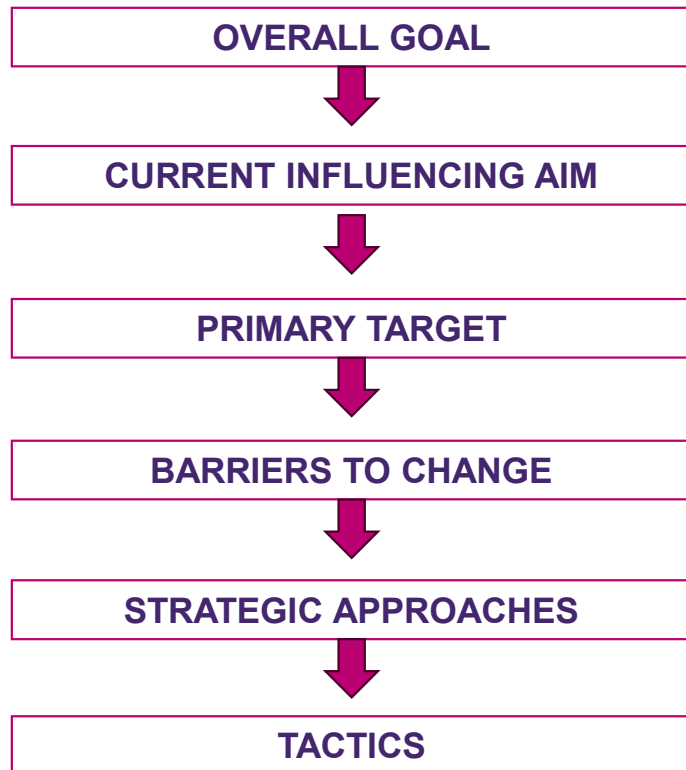 OVERALL GOAL
CURRENT INFLUENCING AIM
PRIMARY TARGET
BARRIERS TO CHANGE
STRATEGIC APPROACHES
TACTICS